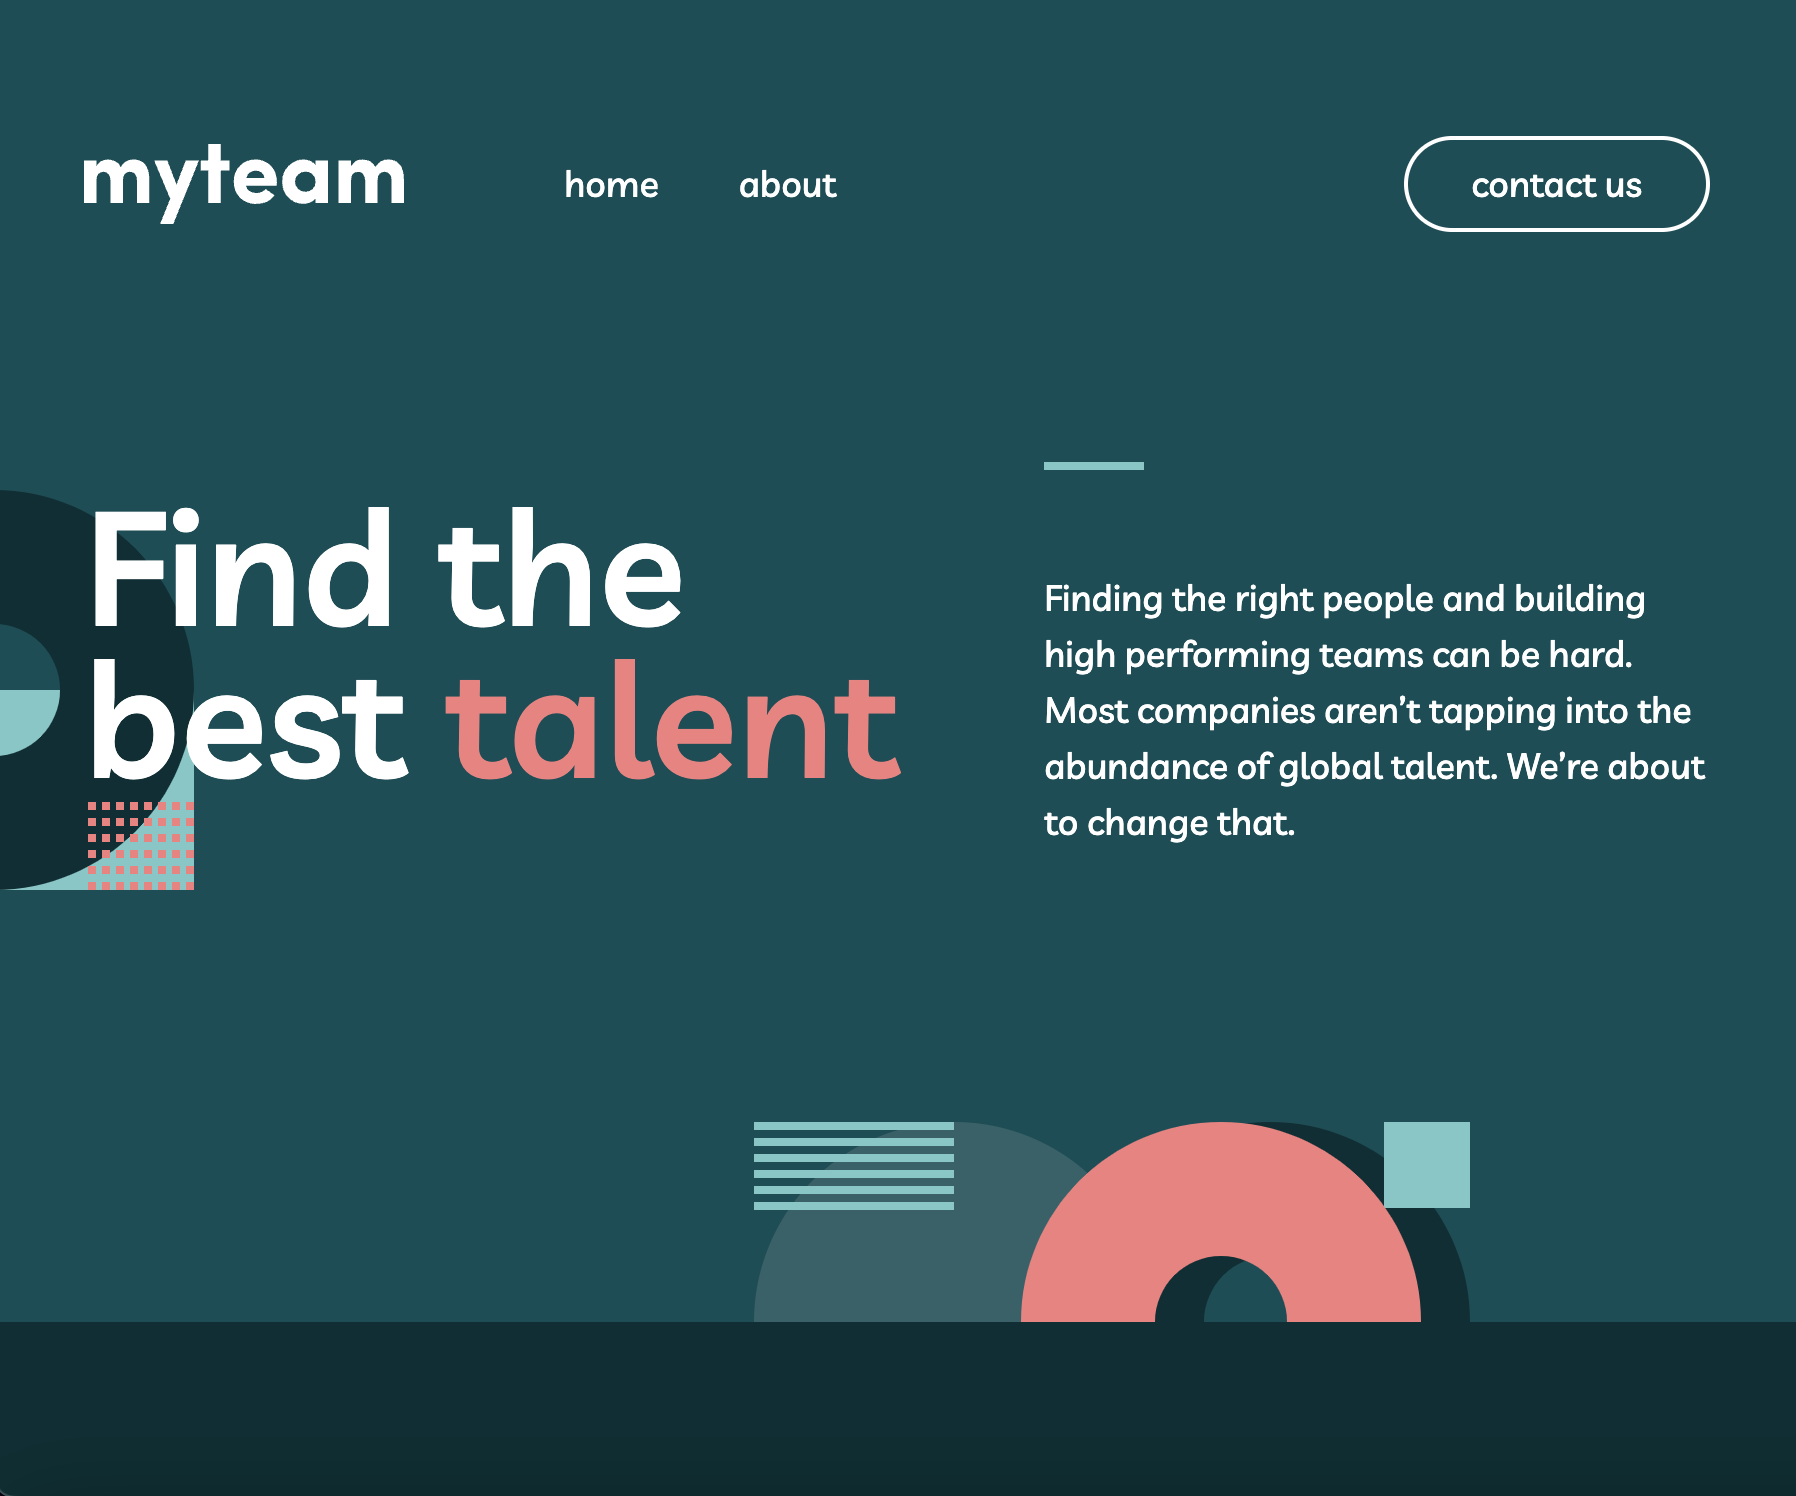 myteam
home
about
contact us
Find the
best talent
Finding the right people and building
high performing teams can be hard.
Most companies aren’t tapping into the
abundance of global talent. We’re about
to change that.